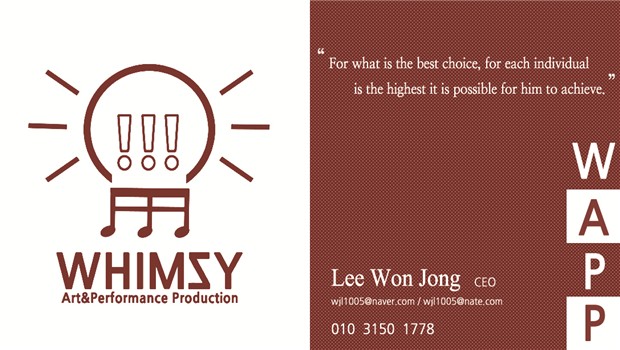 !!!
WHIMSY
Art&Performance Production
“ For what is the best choice, for each individual
is the highest it is possible for him to achieve. ”
Lee Won Jong CEO
wjl1005@naver.com / wjl1005@nate.com
010 3150 1778
W
A
P
P